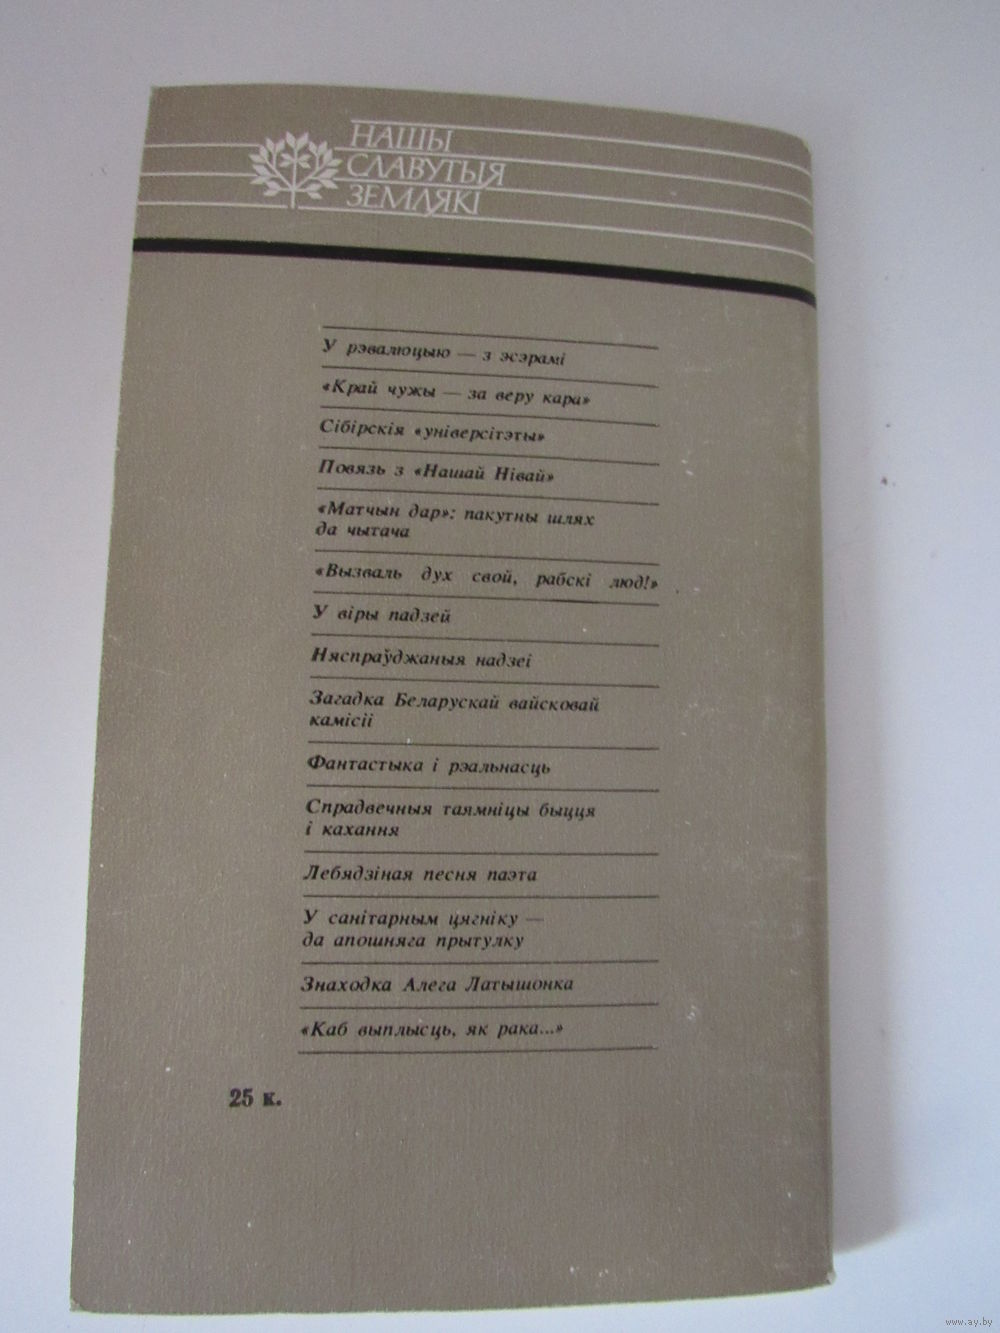 НАШЫ
СЛАВУТЫЯ
ЗЕМЛЯКІ
У рэвалюцыю — з эсэрамі
«Край чужы — за веру кара»
Сібірскія «універсітэты»
Повязь з «Нашай Нівай»
«Матчын дар»: пакутны шлях
да чытача
«Вызваль дух свой, рабскі люд!»
У віры падзей
Няспраўджаныя надзеі
Загадка Беларускай вайсковай
камісіі
Фантастыка і рэальнасць
Спрадвечныя таямніцы быцця
і кахання
Лебядзіная песня паэта
У санітарным цягніку —
да апошняга прытулку
Знаходка Алега Латышонка
«Каб выплысць, як рака...»
25 к.
www.ay.by